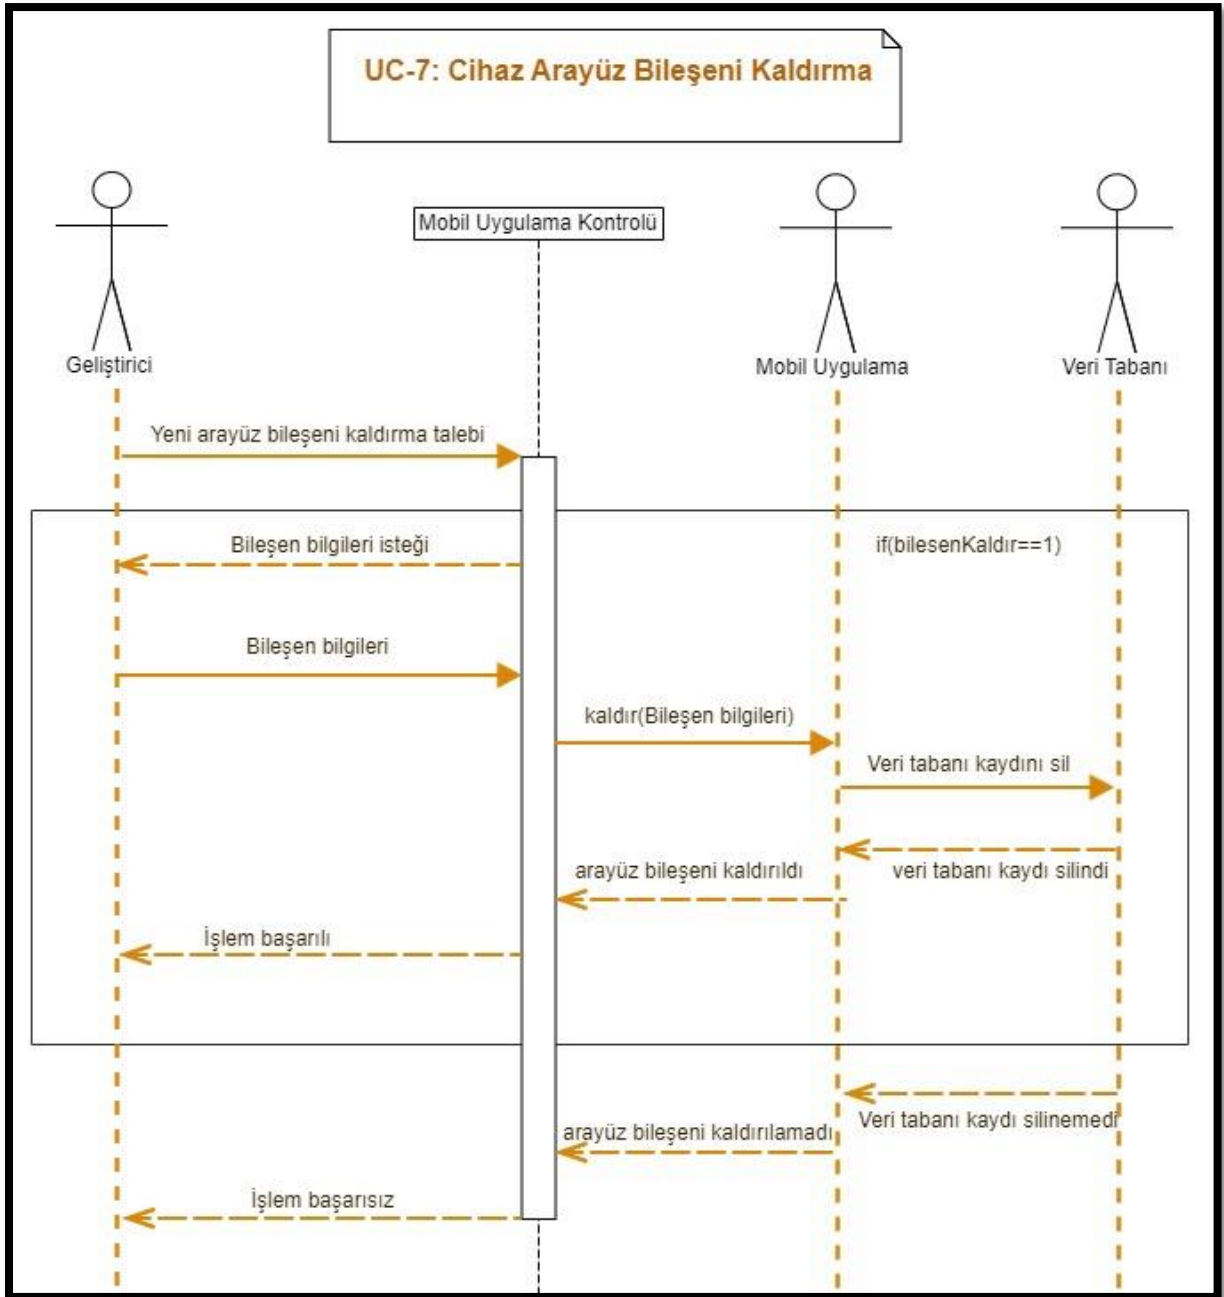 UC-7: Cihaz Arayüz Bileşeni Kaldırma
Mobil Uygulama Kontrolü
Geliştirici
Mobil Uygulama
Veri Tabanı
Yeni arayüz bileşeni kaldırma talebi
Bileşen bilgileri isteği
if(bilesenKaldır==1)
Bileşen bilgileri
kaldır(Bileşen bilgileri)
Veri tabanı kaydını sil
arayüz bileşeni kaldırıldı
veri tabanı kaydı silindi
İşlem başarılı
Veri tabanı kaydı silinemedi
arayüz bileşeni kaldırılamadı
İşlem başarısız